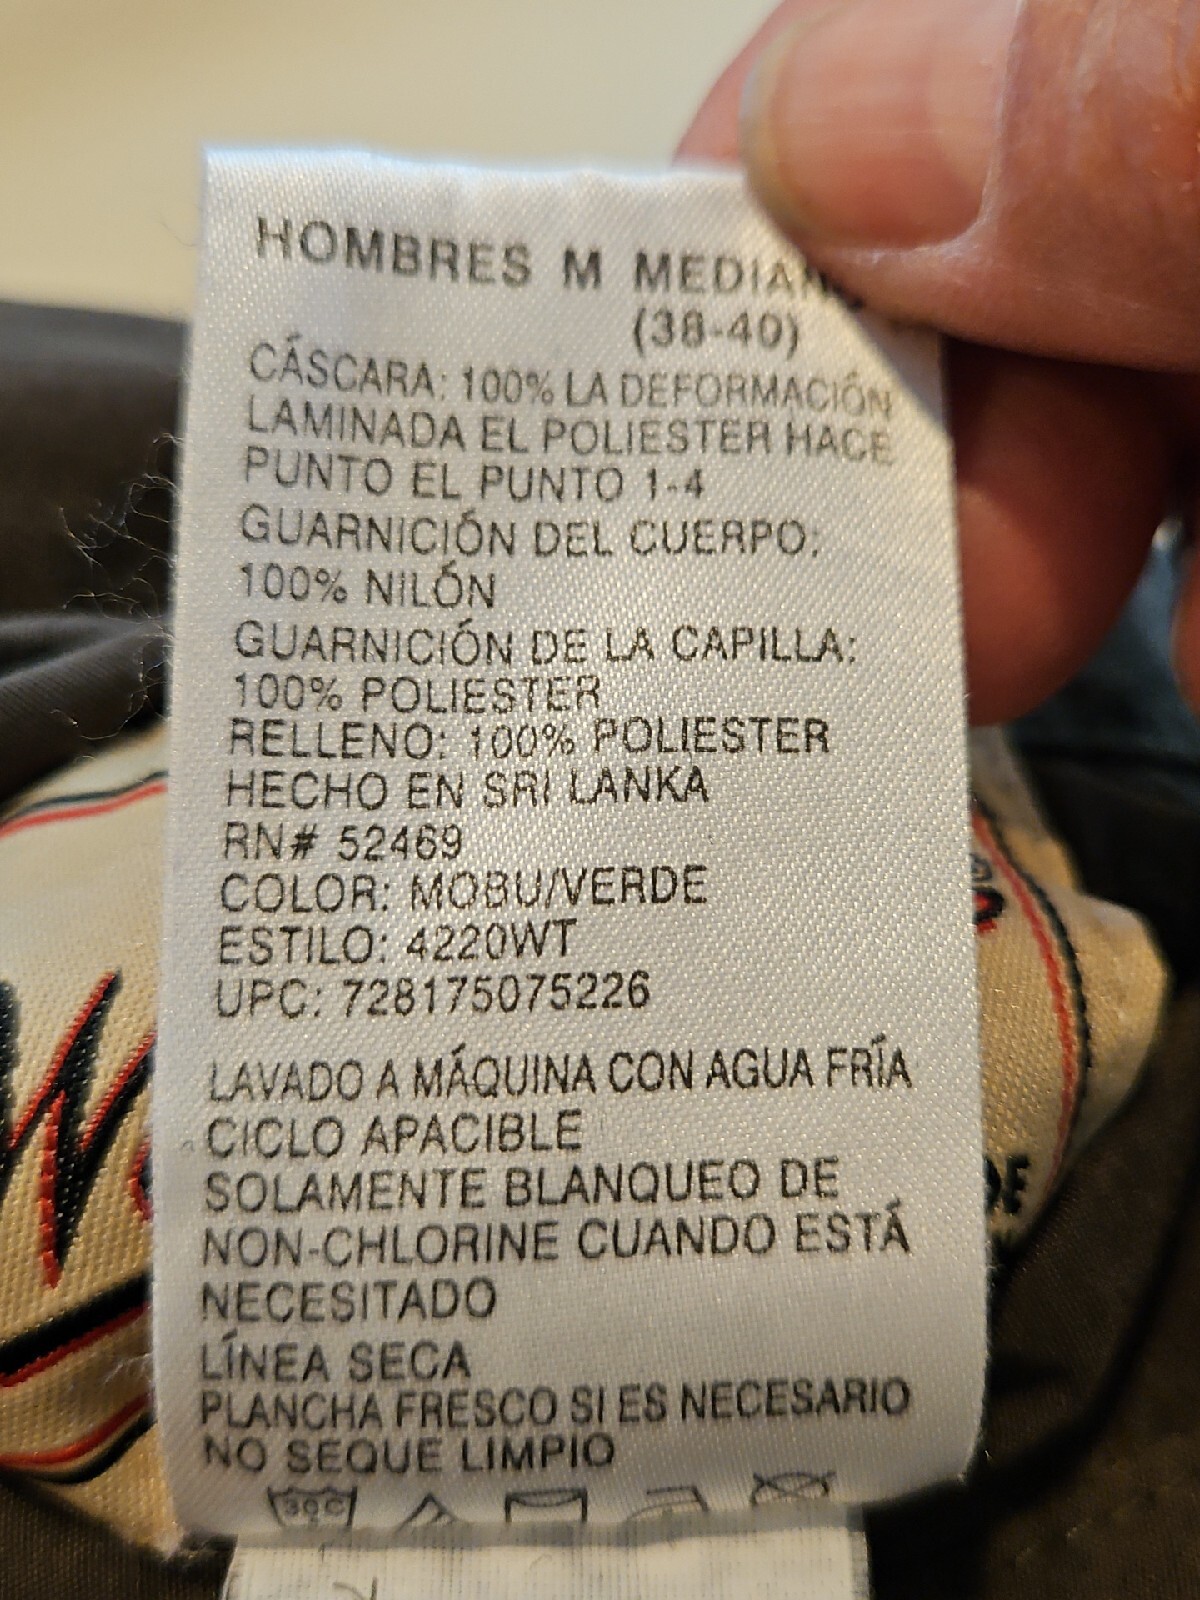 HOMBRES M MEDIANO
(38-40)
CÁSCARA: 100% LA DEFORMACIÓN
LAMINADA EL POLIESTER HACE
PUNTO EL PUNTO 1-4
GUARNICIÓN DEL CUERPO:
100% NILÓN
GUARNICIÓN DE LA CAPILLA:
100% POLIESTER
RELLENO: 100% POLIESTER
HECHO EN SRI LANKA
RN# 52469
COLOR: MOBU/VERDE
ESTILO: 4220WT
UPC: 728175075226
LAVADO A MÁQUINA CON AGUA FRÍA
CICLO APACIBLE
SOLAMENTE BLANQUEO DE
NON-CHLORINE CUANDO ESTÁ
NECESITADO
LÍNEA SECA
PLANCHA FRESCO SI ES NECESARIO
NO SEQUE LIMPIO
30C